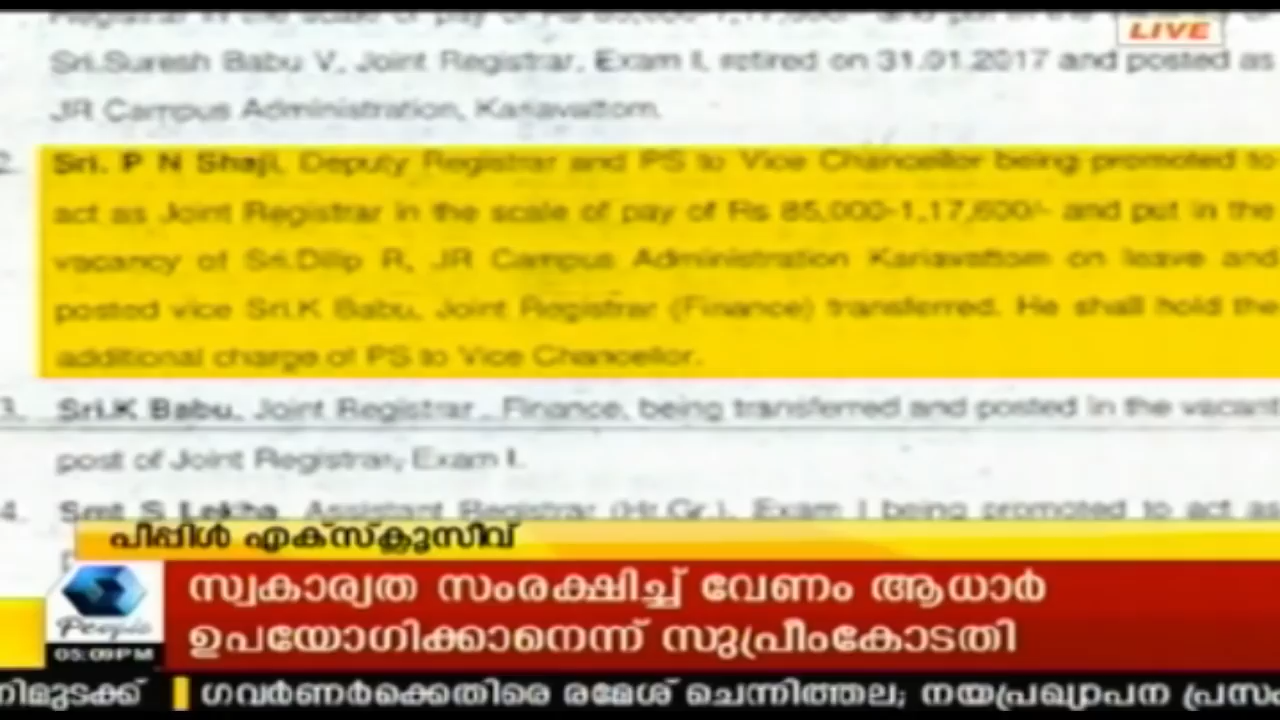 LIVE
Sri.Suresh Babu V, Joint Registrar, Exam I, retired on 31.01.2017 and posted as
JR Campus Administration, Kariavattom.
2. Sri. P N Shaji, Deputy Registrar and PS to Vice Chancellor being promoted to
act as Joint Registrar in the scale of pay of Rs 85,000-1,17,600/- and put in the
vacancy of Sri.Dilip R, JR Campus Administration Kariavattom on leave and
posted vice Sri.K Babu, Joint Registrar (Finance) transferred. He shall hold the
additional charge of PS to Vice Chancellor.
3. Sri.K Babu, Joint Registrar , Finance, being transferred and posted in the vacant
post of Joint Registrar, Exam I.
4. Smt S Lekha, Assistant Registrar (Hr.Gr.), Exam I being promoted to act as
പീപ്പിൾ എക്സ്ക്ലൂസീവ്
സ്വകാര്യത സംരക്ഷിച്ച് വേണം ആധാർ
ഉപയോഗിക്കാനെന്ന് സുപ്രീംകോടതി
People
05:09PM
നിമുടക്ക് ഗവർണർക്കെതിരെ രമേശ് ചെന്നിത്തല; നയപ്രഖ്യാപന പ്രസം